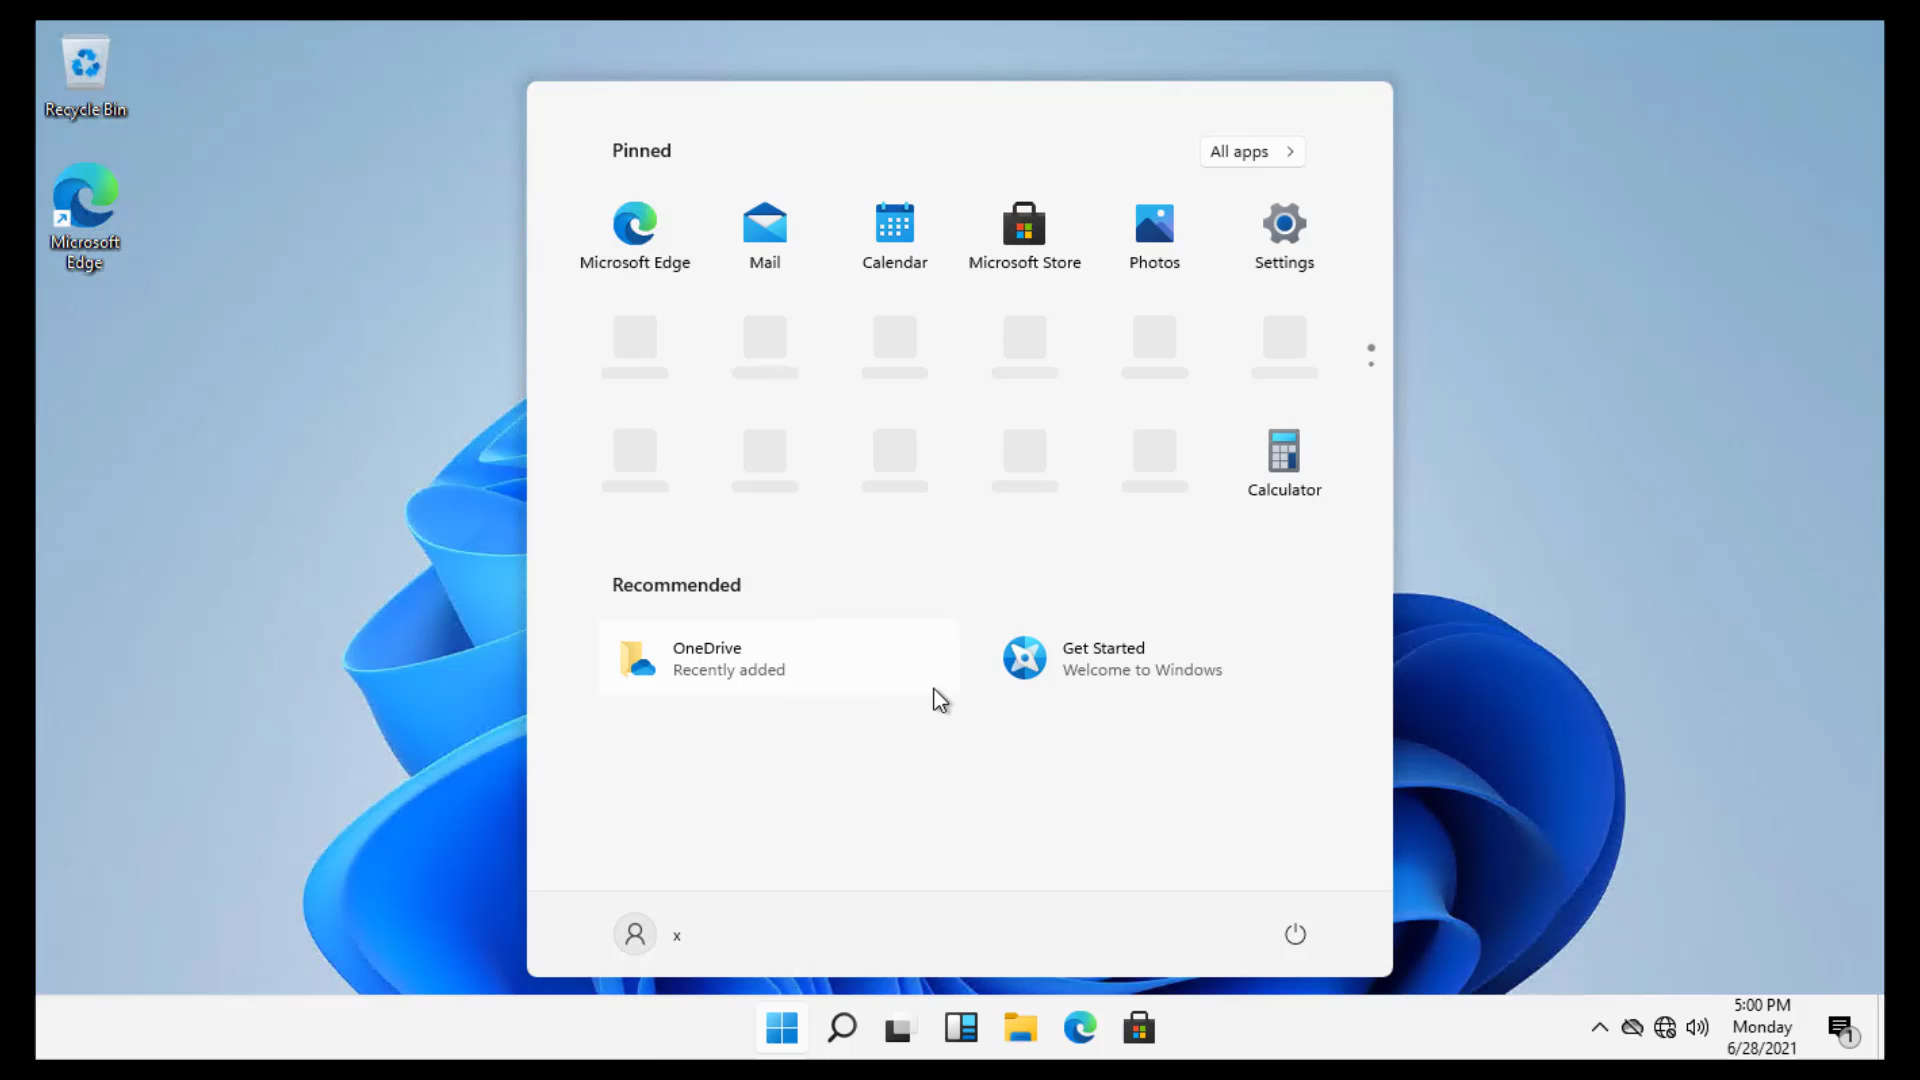 Recycle Bin
Microsoft
Edge
Pinned
All apps
Microsoft Edge
Mail
Calendar
Microsoft Store
Photos
Settings
Calculator
Recommended
OneDrive
Recently added
Get Started
Welcome to Windows
x
5:00 PM
Monday
6/28/2021
1